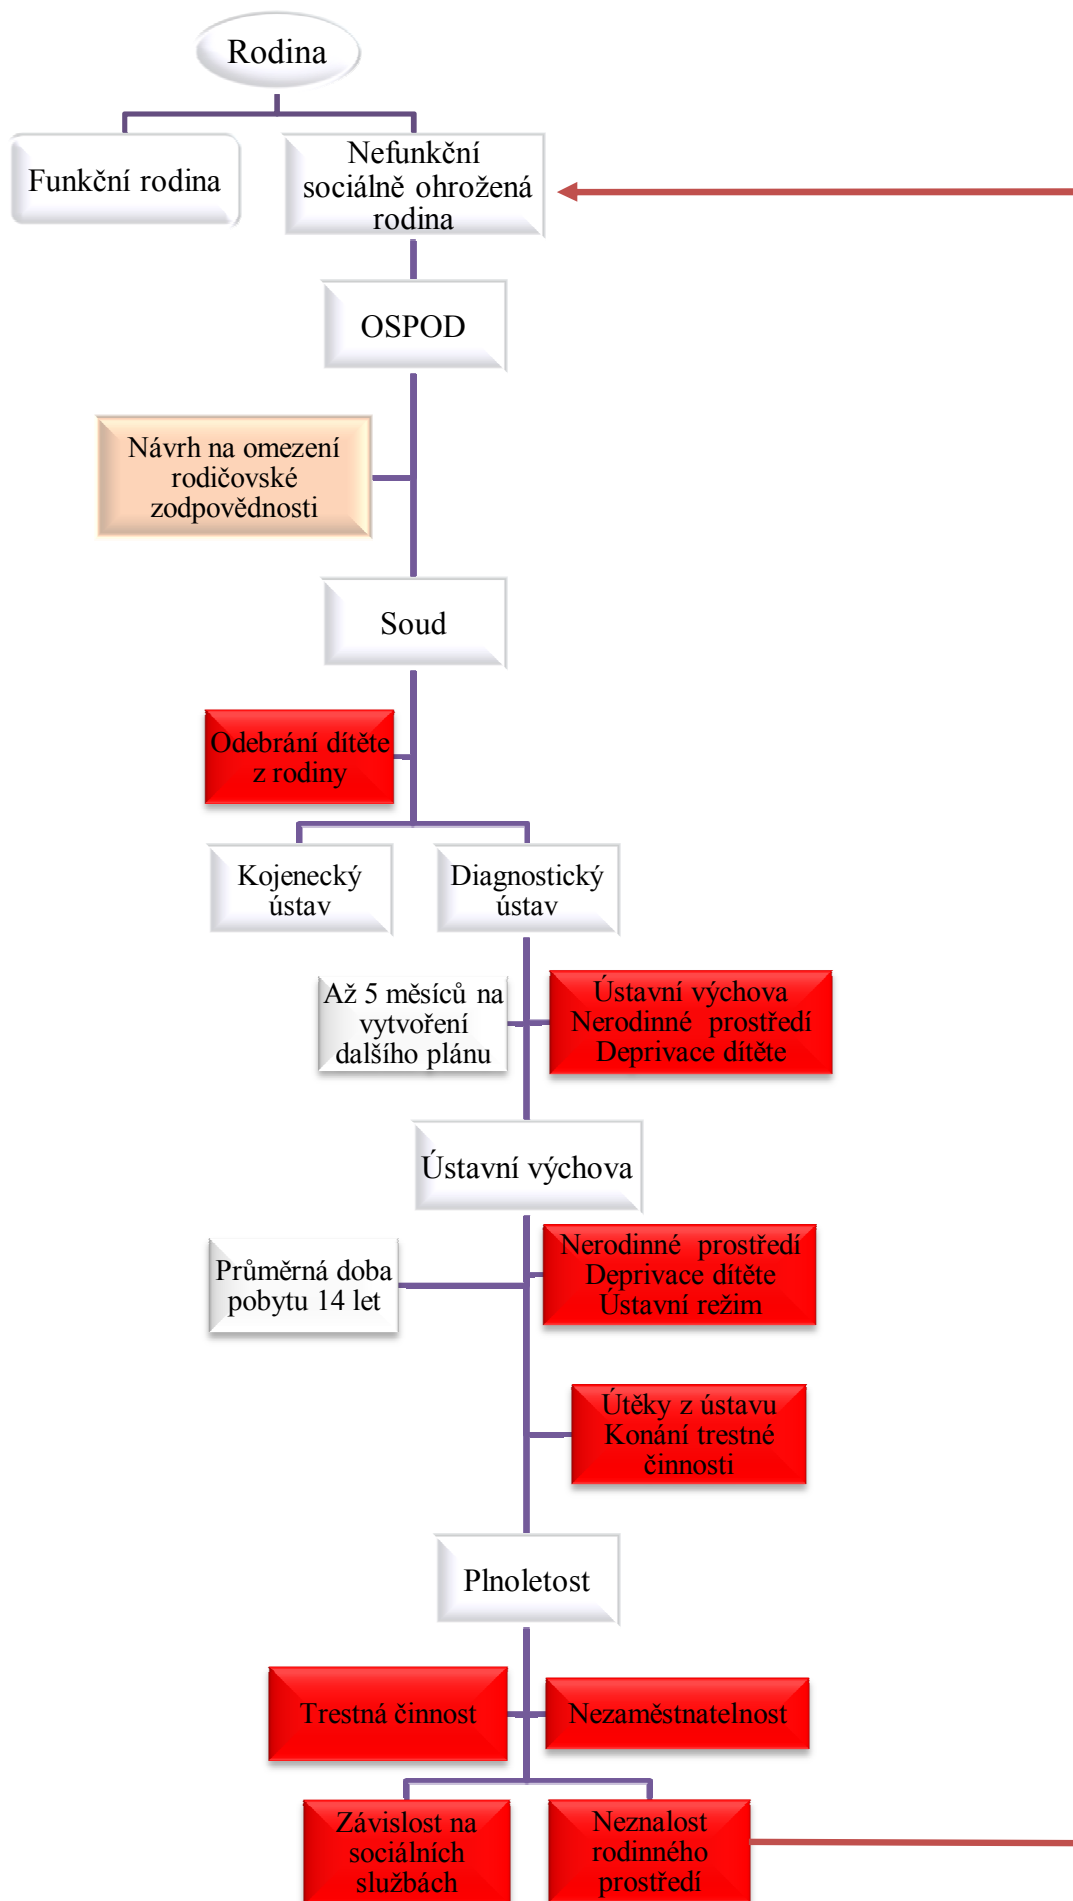 Rodina
Funkční rodina
Nefunkční
sociálně ohrožená
rodina
OSPOD
Návrh na omezení
rodičovské
zodpovědnosti
Soud
Odebrání dítěte
z rodiny
Kojenecký
ústav
Diagnostický
ústav
Až 5 měsíců na
vytvoření
dalšího plánu
Ústavní výchova
Nerodinné prostředí
Deprivace dítěte
Ústavní výchova
Průměrná doba
pobytu 14 let
Nerodinné prostředí
Deprivace dítěte
Ústavní režim
Útěky z ústavu
Konání trestné
činnosti
Plnoletost
Trestná činnost
Nezaměstnatelnost
Závislost na
sociálních
službách
Neznalost
rodinného
prostředí